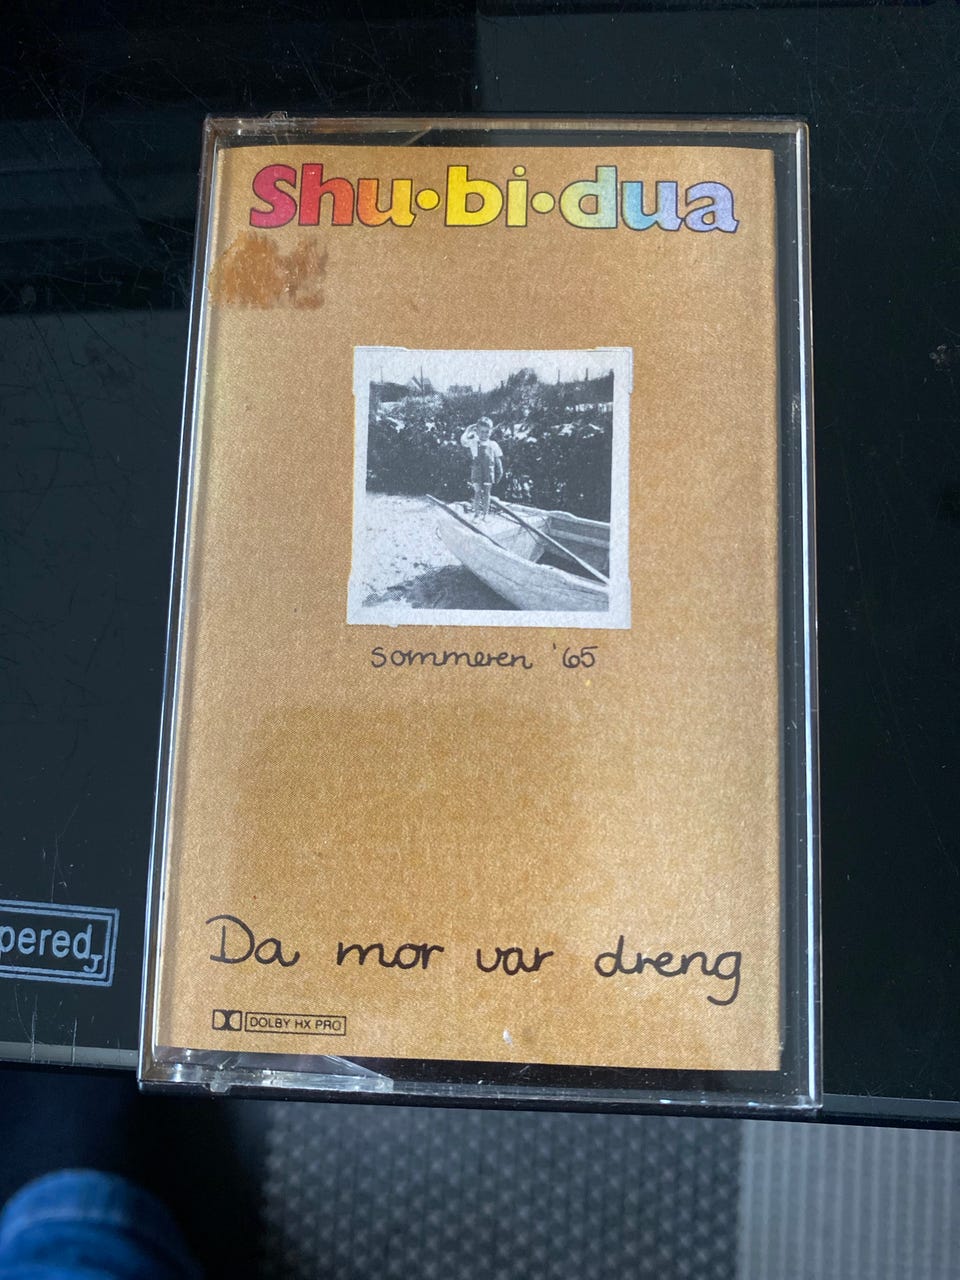 Shu•bi•dua
sommeren '65
Da mor var dreng
DOLBY HX PRO
pered